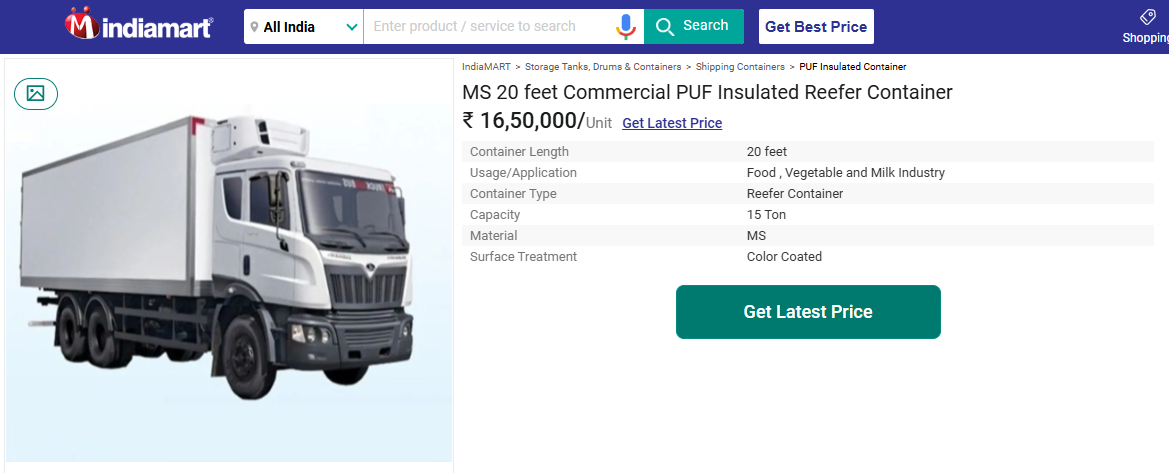 indiamart
All India
Enter product / service to search
Search
Get Best Price
Shopping
IndiaMART > Storage Tanks, Drums & Containers > Shipping Containers > PUF Insulated Container
MS 20 feet Commercial PUF Insulated Reefer Container
₹ 16,50,000/Unit Get Latest Price
Container Length 20 feet
Usage/Application Food , Vegetable and Milk Industry
Container Type Reefer Container
Capacity 15 Ton
Material MS
Surface Treatment Color Coated
Get Latest Price